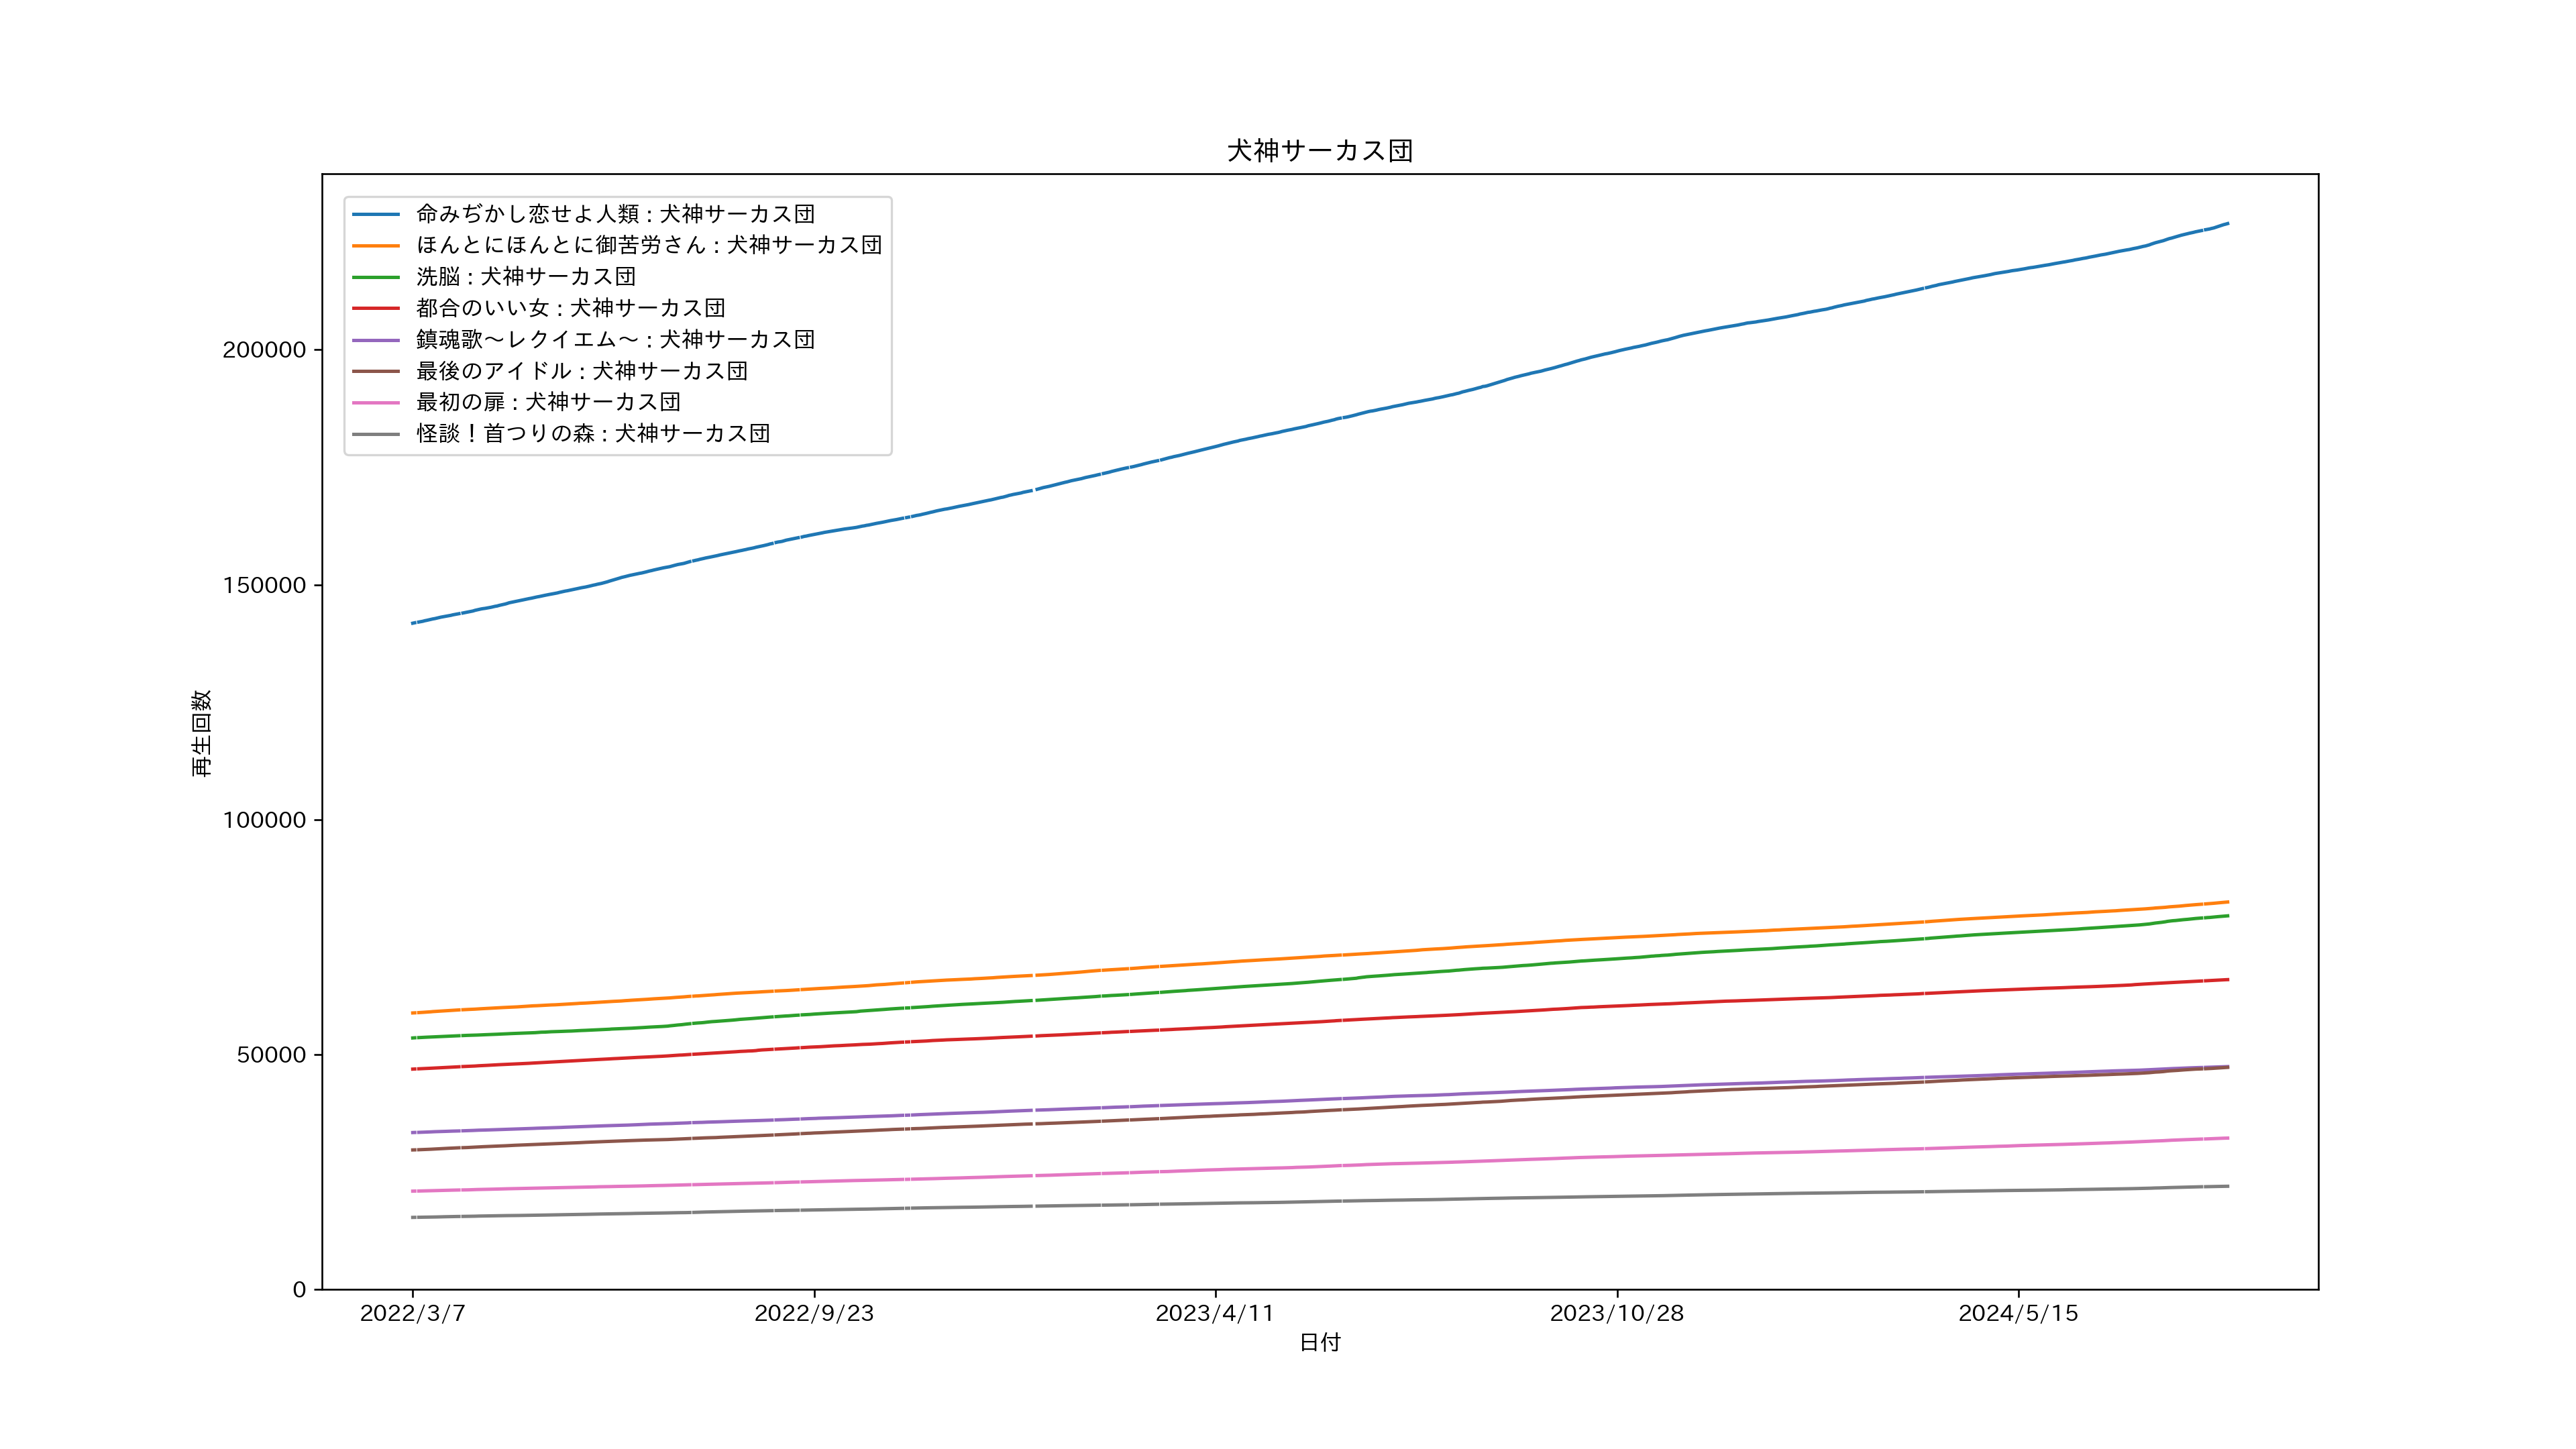 犬神サーカス団
命みぢかし恋せよ人類 : 犬神サーカス団
ほんとにほんとに御苦労さん : 犬神サーカス団
洗脳 : 犬神サーカス団
都合のいい女 : 犬神サーカス団
鎮魂歌〜レクイエム〜 : 犬神サーカス団
最後のアイドル : 犬神サーカス団
最初の扉 : 犬神サーカス団
怪談！首つりの森 : 犬神サーカス団
200000
150000
100000
50000
0
再生回数
2022/3/7
2022/9/23
2023/4/11
2023/10/28
2024/5/15
日付